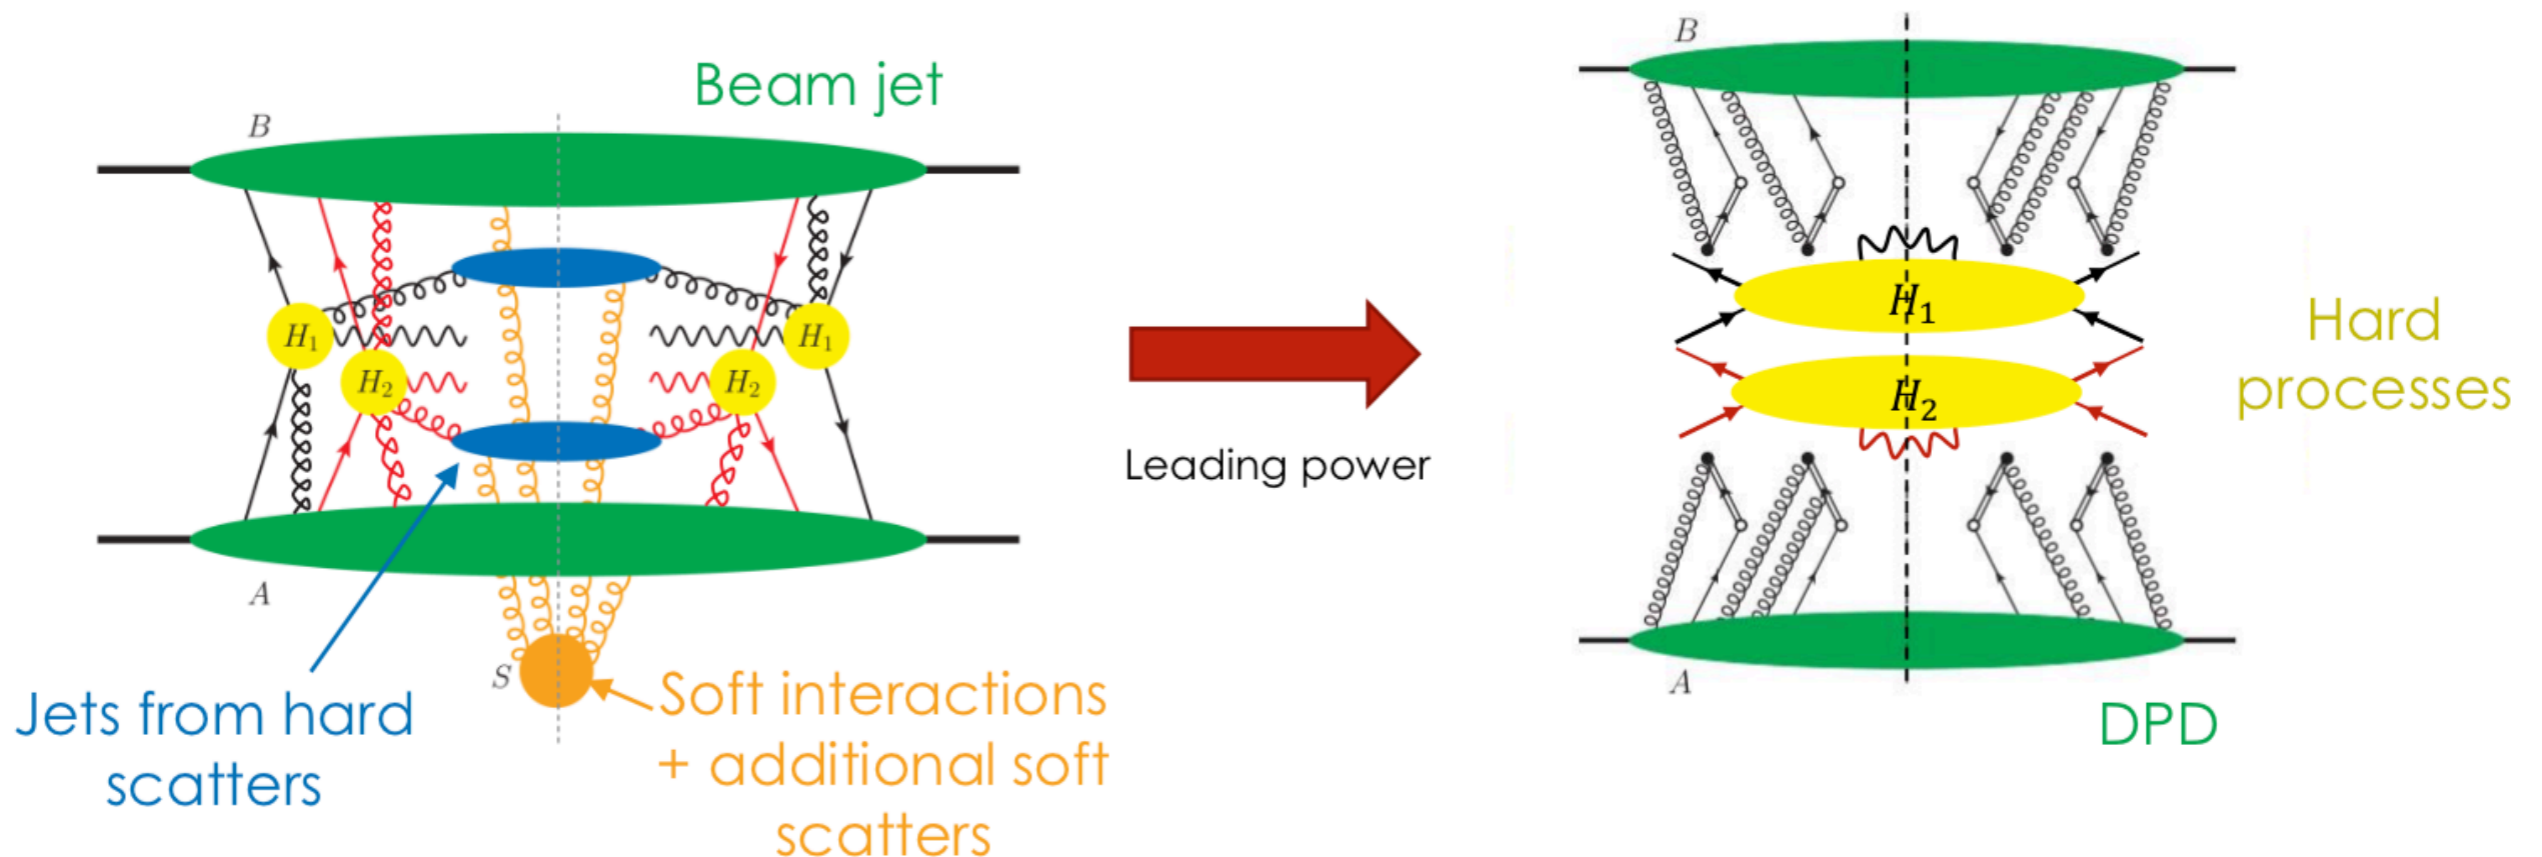 Beam jet
B
H₁
H₁
H₂
H₂
A
S
Jets from hard
scatters
Soft interactions
+ additional soft
scatters
Leading power
B
H₁
H₂
Hard
processes
A
DPD